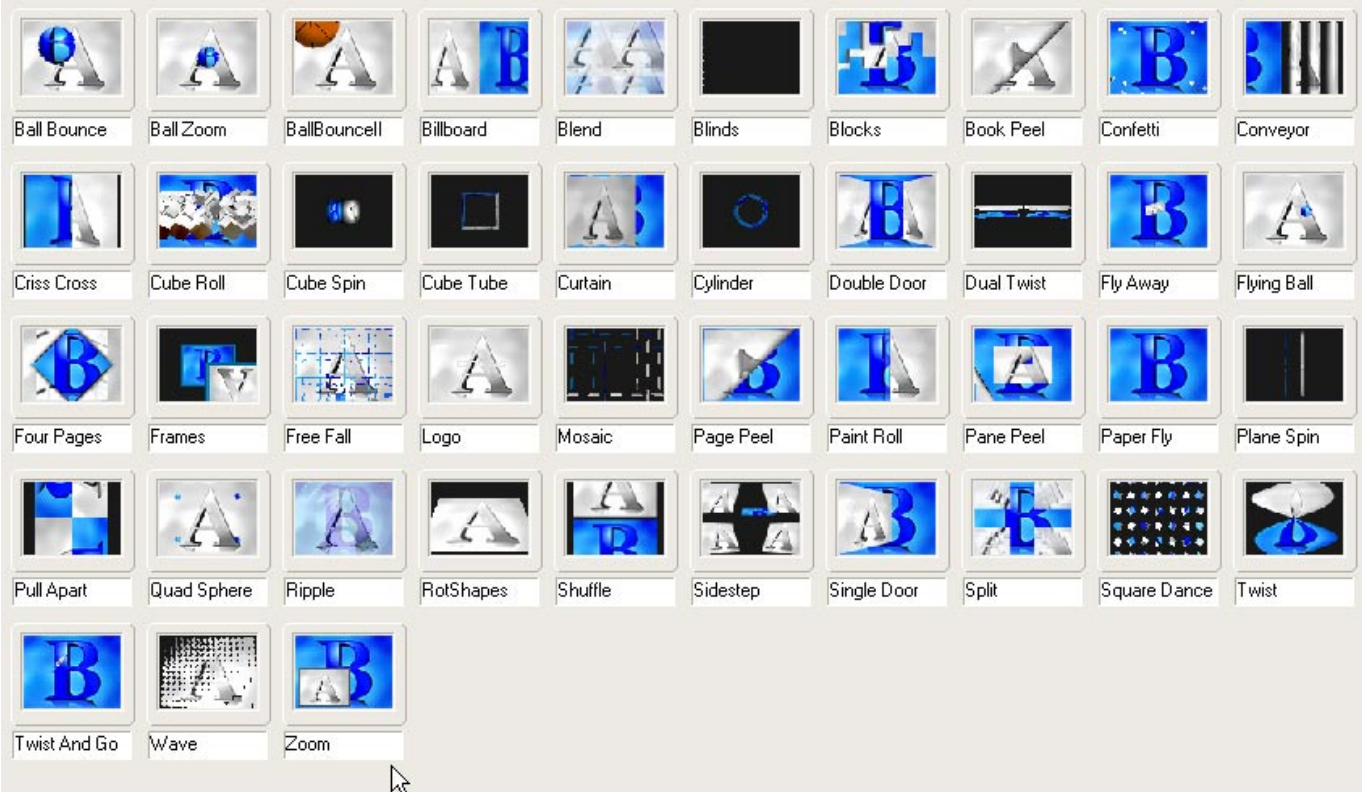 Ball Bounce Ball Zoom BallBounceII Billboard Blend Blinds Blocks Book Peel Confetti Conveyor
Criss Cross Cube Roll Cube Spin Cube Tube Curtain Cylinder Double Door Dual Twist Fly Away Flying Ball
Four Pages Frames Free Fall Logo Mosaic Page Peel Paint Roll Pane Peel Paper Fly Plane Spin
Pull Apart Quad Sphere Ripple RotShapes Shuffle Sidestep Single Door Split Square Dance Twist
Twist And Go Wave Zoom